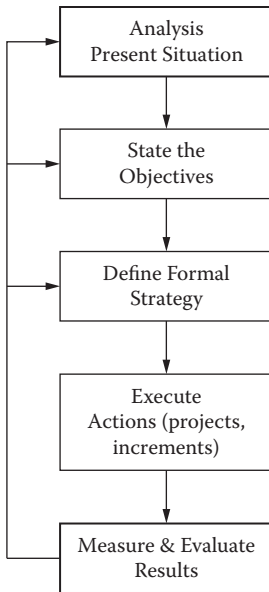 Analysis
Present Situation
State the
Objectives
Define Formal
Strategy
Execute
Actions (projects,
increments)
Measure & Evaluate
Results